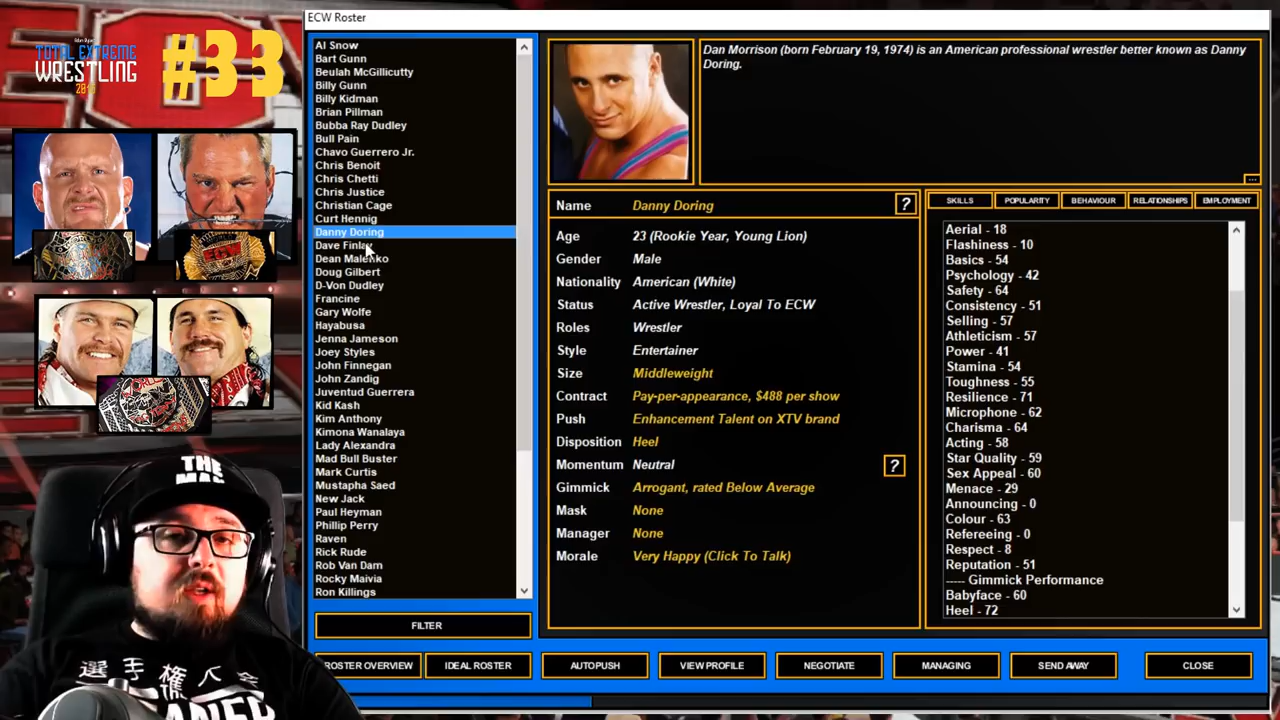 ECW Roster
Adam Ryland's
TOTAL EXTREME
WRESTLING
#33
Al Snow
Bart Gunn
Beulah McGillicutty
Billy Gunn
Billy Kidman
Brian Pillman
Bubba Ray Dudley
Bull Pain
Chavo Guerrero Jr.
Chris Benoit
Chris Chetti
Chris Justice
Christian Cage
Curt Hennig
Danny Doring
Dave Finlay
Dean Malenko
Doug Gilbert
D-Von Dudley
Francine
Gary Wolfe
Hayabusa
Jenna Jameson
Joey Styles
John Finnegan
John Zandig
Juventud Guerrera
Kid Kash
Kim Anthony
Kimona Wanalaya
Lady Alexandra
Mad Bull Buster
Mark Curtis
Mustapha Saed
New Jack
Paul Heyman
Phillip Perry
Raven
Rick Rude
Rob Van Dam
Rocky Maivia
Ron Killings
FILTER
Dan Morrison (born February 19, 1974) is an American professional wrestler better known as Danny
Doring.
...
Name Danny Doring ?
Age 23 (Rookie Year, Young Lion)
Gender Male
Nationality American (White)
Status Active Wrestler, Loyal To ECW
Roles Wrestler
Style Entertainer
Size Middleweight
Contract Pay-per-appearance, $488 per show
Push Enhancement Talent on XTV brand
Disposition Heel
Momentum Neutral ?
Gimmick Arrogant, rated Below Average
Mask None
Manager None
Morale Very Happy (Click To Talk)
SKILLS POPULARITY BEHAVIOUR RELATIONSHIPS EMPLOYMENT
Aerial - 18
Flashiness - 10
Basics - 54
Psychology - 42
Safety - 64
Consistency - 51
Selling - 57
Athleticism - 57
Power - 41
Stamina - 54
Toughness - 55
Resilience - 71
Microphone - 62
Charisma - 64
Acting - 58
Star Quality - 59
Sex Appeal - 60
Menace - 29
Announcing - 0
Colour - 63
Refereeing - 0
Respect - 8
Reputation - 51
----- Gimmick Performance
Babyface - 60
Heel - 72
ROSTER OVERVIEW IDEAL ROSTER AUTOPUSH VIEW PROFILE NEGOTIATE MANAGING SEND AWAY CLOSE
ECW
THE
MAC
選手権人生